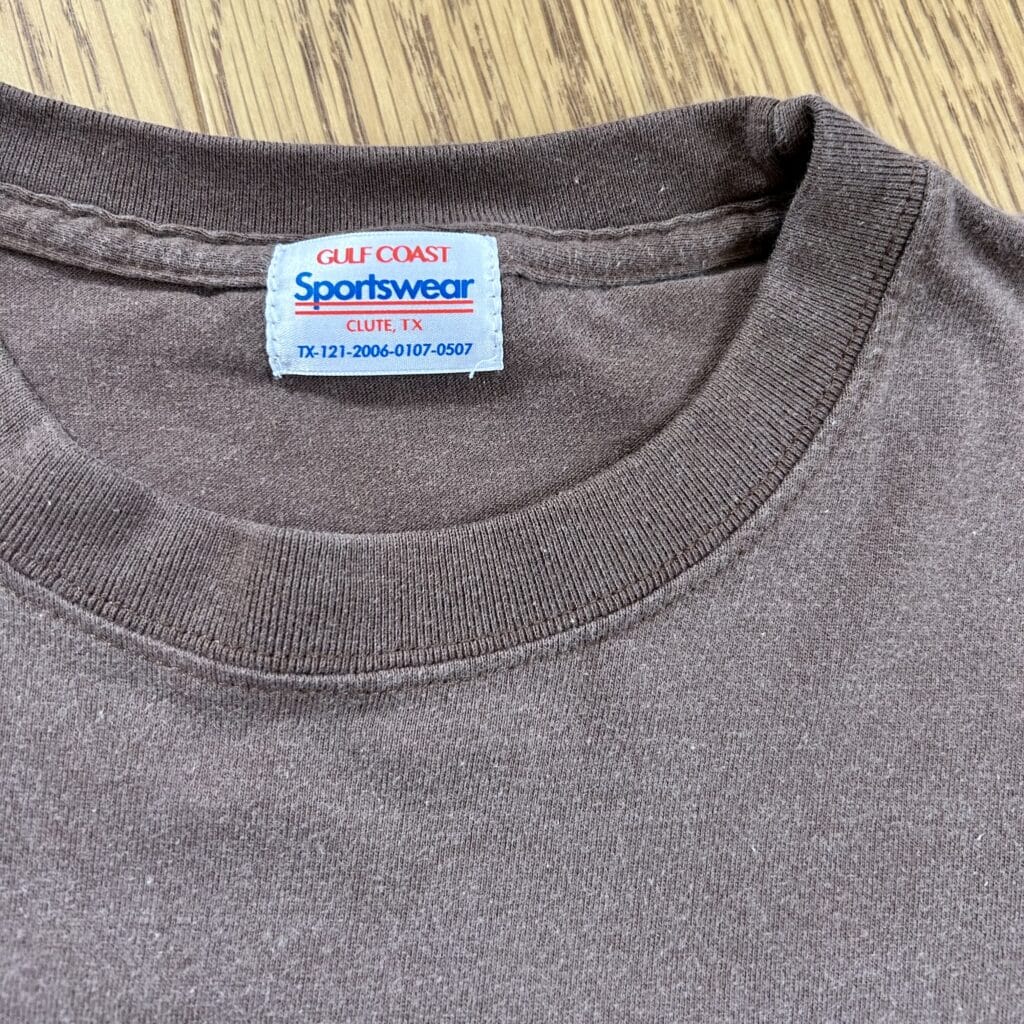 GULF COAST
Sportswear
CLUTE, TX
TX-121-2006-0107-0507